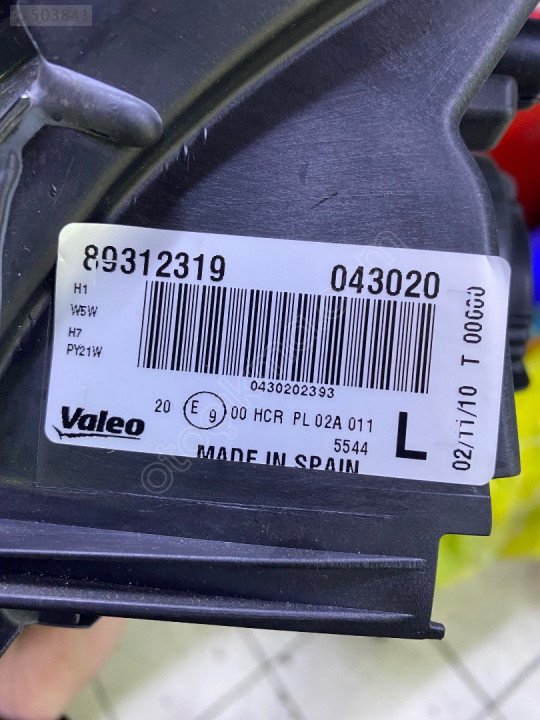 503841
89312319 043020
H1
W5W
H7
PY21W
0430202393
Valeo
20 E 9 00 HCR PL 02A 011
5544
L
MADE IN SPAIN
02/11/10 T 00000